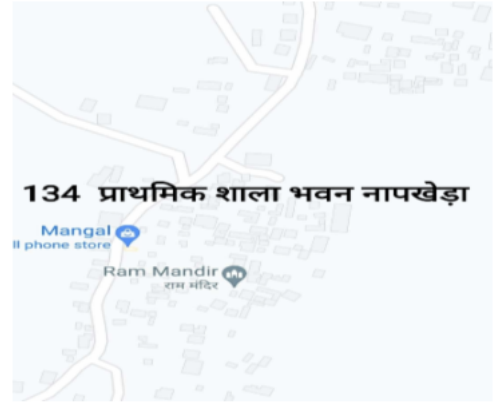 134 प्राथमिक शाला भवन नापखेड़ा
Mangal
ll phone store
Ram Mandir
राम मंदिर